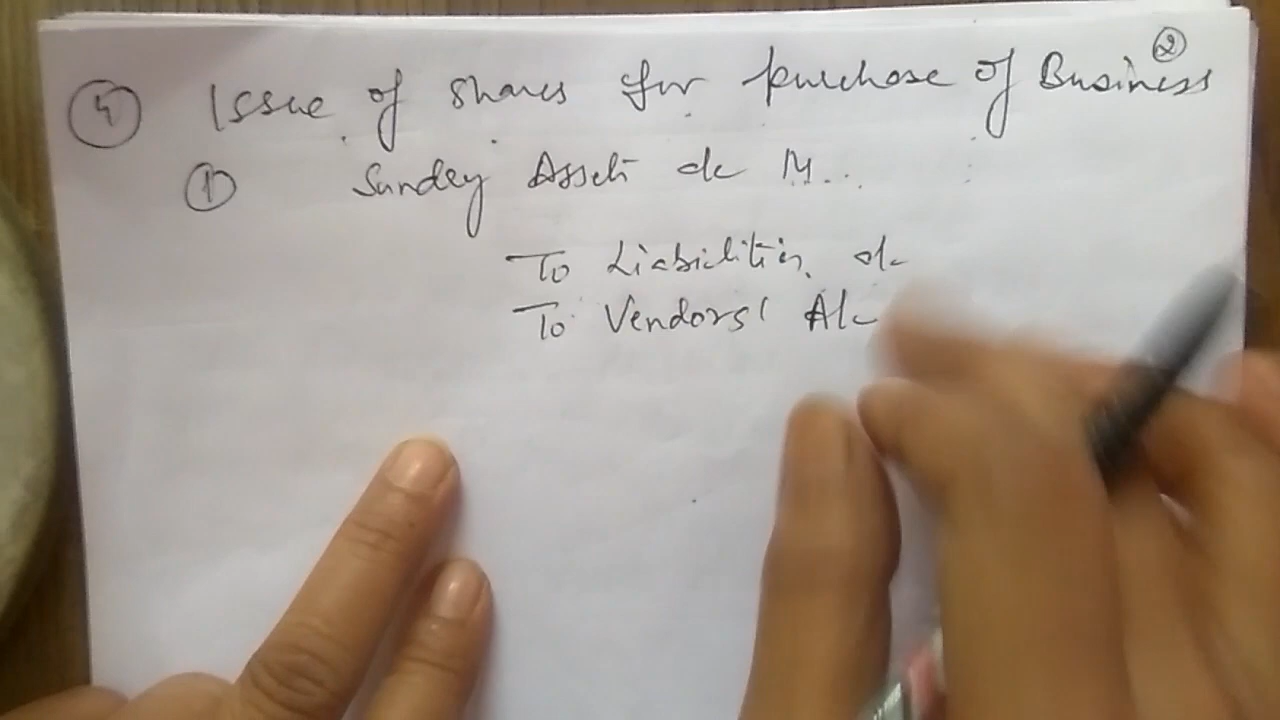 ②
④ Issue of shares for purchase of Business
① Sundry Assets a/c Dr...
To Liabilities a/c
To Vendors' A/c